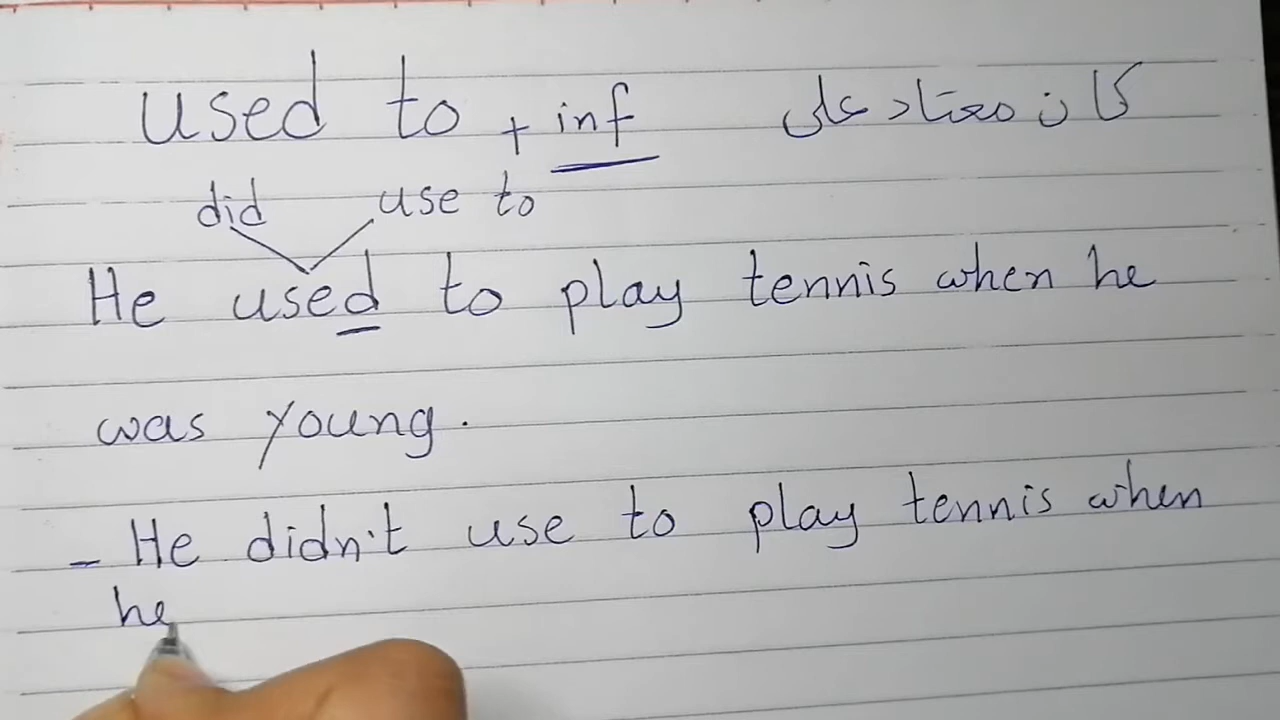 used to + inf كان معتاد على
did use to
He used to play tennis when he
was young.
- He didn't use to play tennis when
he